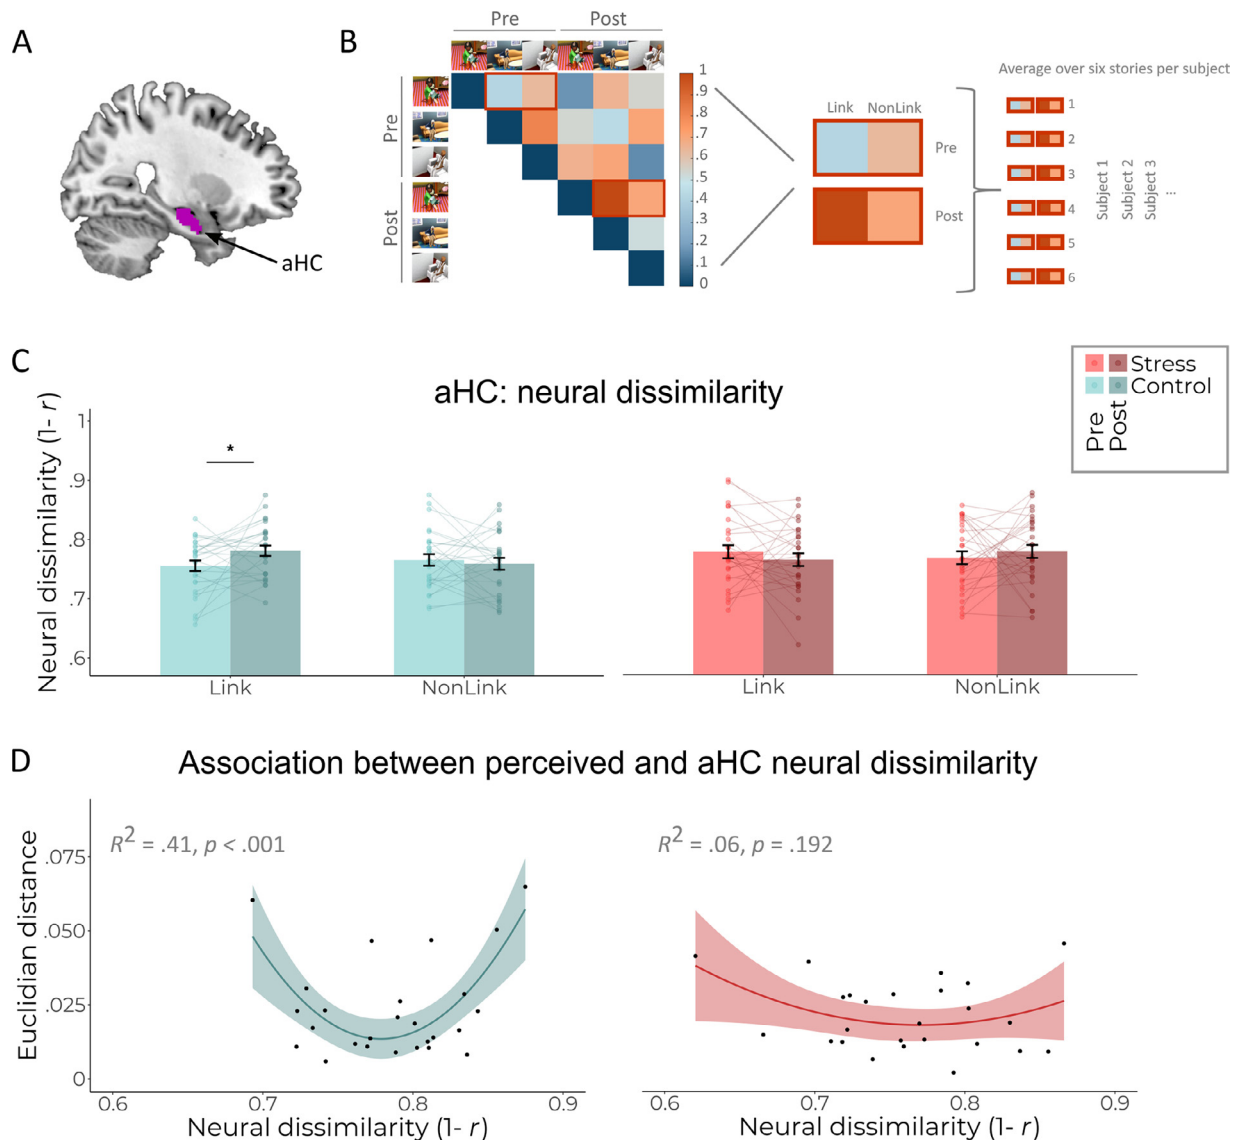 A
aHC
B
Pre Post
Pre
Post
1
.9
.8
.7
.6
.5
.4
.3
.2
.1
0
Link NonLink
Pre
Post
Average over six stories per subject
1
2
3
4
5
6
Subject 1
Subject 2
Subject 3
...
C
aHC: neural dissimilarity
Stress
Control
Pre
Post
Neural dissimilarity (1- r)
1
.9
.8
.7
.6
*
Link NonLink Link NonLink
D
Association between perceived and aHC neural dissimilarity
Euclidian distance
.075
.050
.025
0
R2 = .41, p < .001
R2 = .06, p = .192
0.6 0.7 0.8 0.9 0.6 0.7 0.8 0.9
Neural dissimilarity (1- r) Neural dissimilarity (1- r)